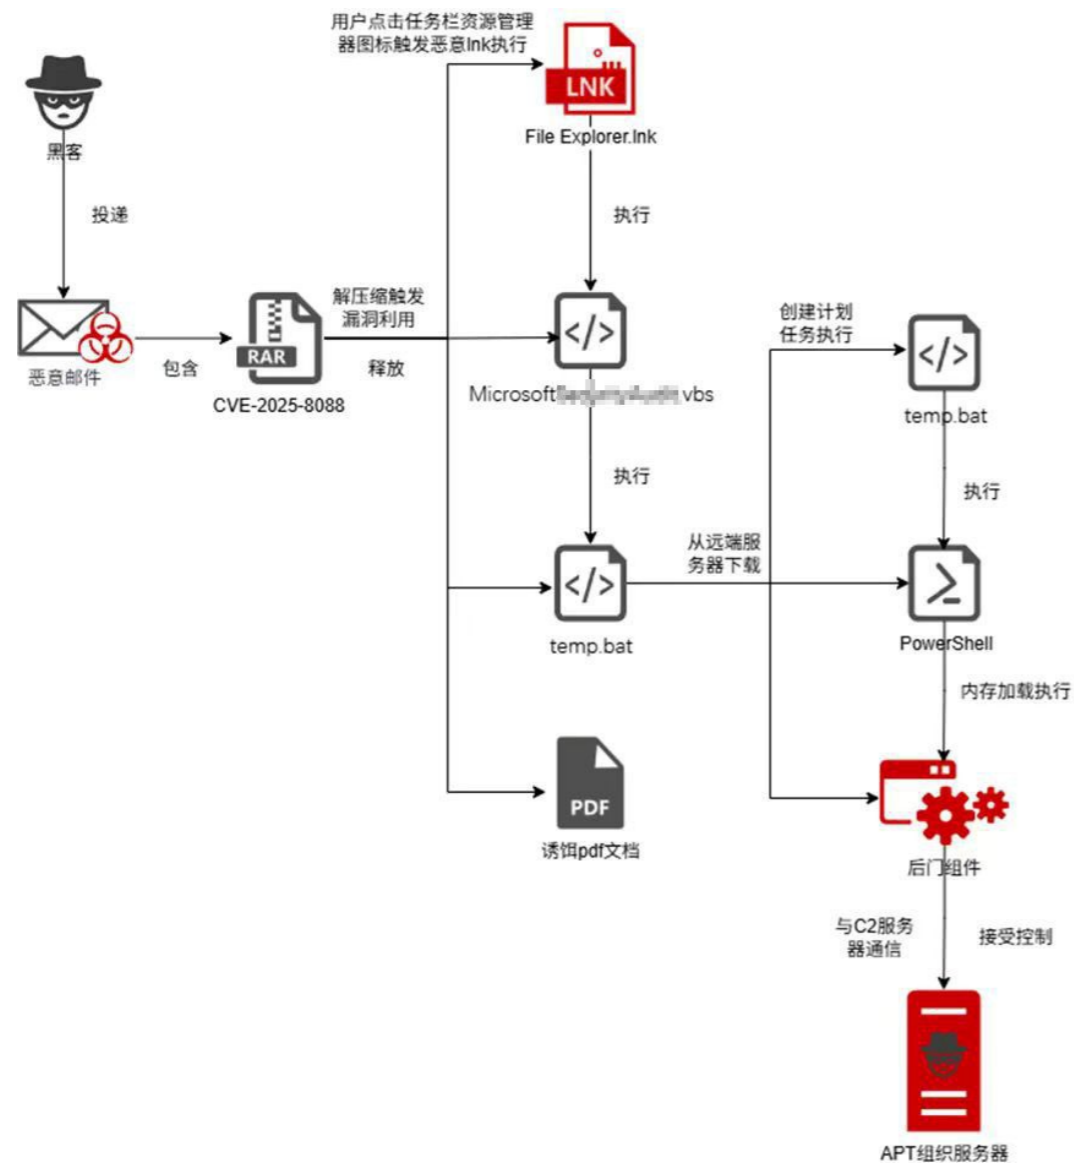 用户点击任务栏资源管理
器图标触发恶意lnk执行
LNK
File Explorer.lnk
黑客
投递
执行
解压缩触发
漏洞利用
释放
RAR
CVE-2025-8088
包含
恶意邮件
Microsoft
.vbs
创建计划
任务执行
temp.bat
执行
执行
从远端服
务器下载
temp.bat
PowerShell
内存加载执行
PDF
诱饵pdf文档
后门组件
与C2服务
器通信
接受控制
APT组织服务器